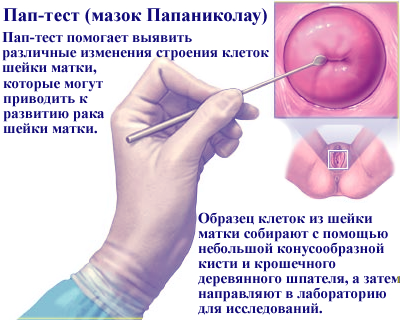 Пап-тест (мазок Папаниколау)
Пап-тест помогает выявить
различные изменения строения клеток
шейки матки,
которые могут
приводить к
развитию рака
шейки матки.
Образец клеток из шейки
матки собирают с помощью
небольшой конусообразной
кисти и крошечного
деревянного шпателя, а затем
направляют в лабораторию
для исследований.